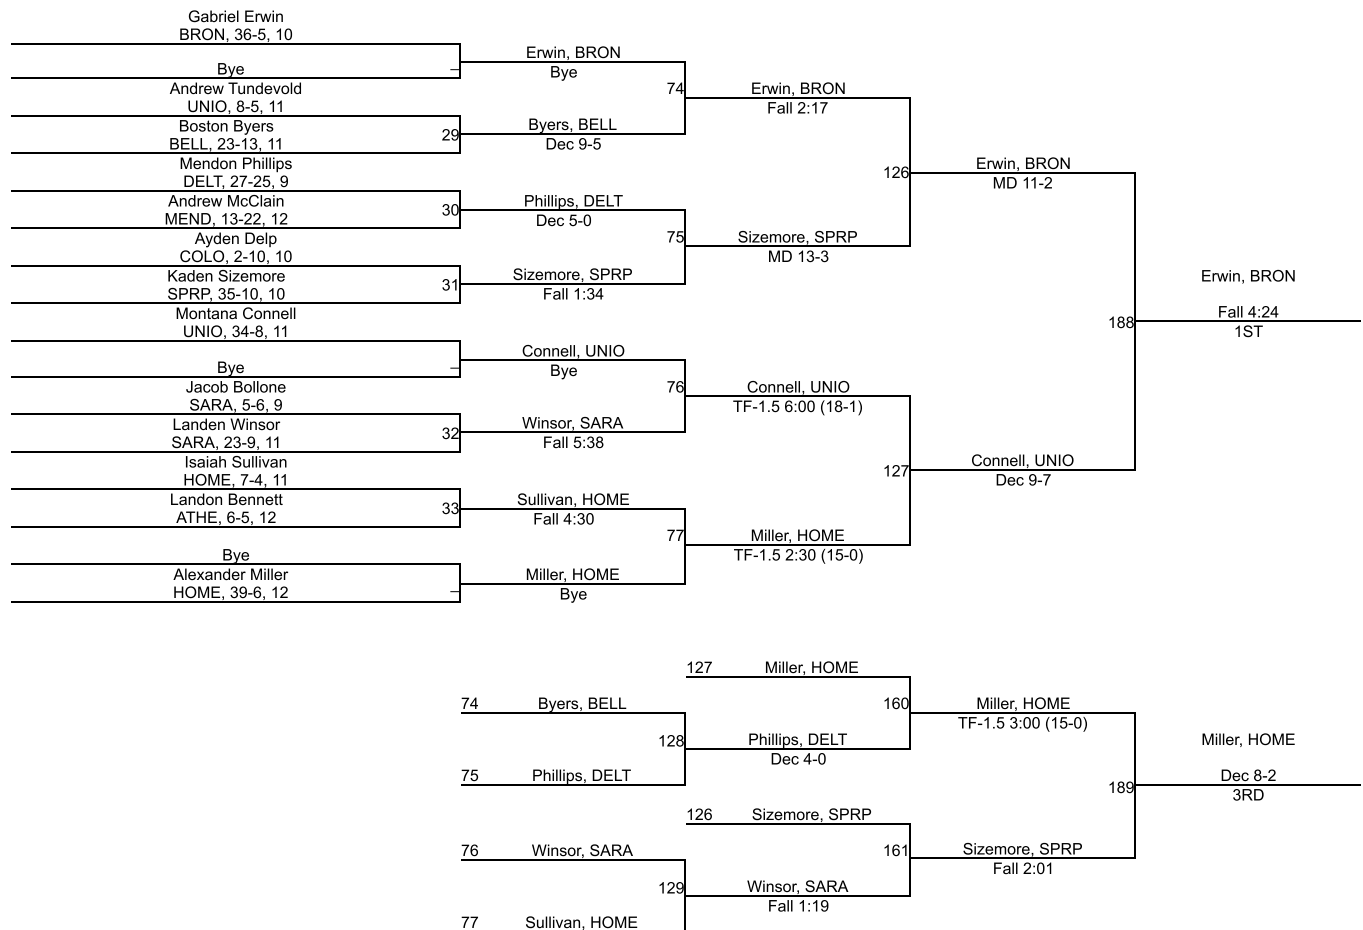 Gabriel Erwin
BRON, 36-5, 10
Bye
–
Andrew Tundevold
UNIO, 8-5, 11
Boston Byers
BELL, 23-13, 11
29
Mendon Phillips
DELT, 27-25, 9
Andrew McClain
MEND, 13-22, 12
30
Ayden Delp
COLO, 2-10, 10
Kaden Sizemore
SPRP, 35-10, 10
31
Montana Connell
UNIO, 34-8, 11
Bye
–
Jacob Bollone
SARA, 5-6, 9
Landen Winsor
SARA, 23-9, 11
32
Isaiah Sullivan
HOME, 7-4, 11
Landon Bennett
ATHE, 6-5, 12
33
Bye
Alexander Miller
HOME, 39-6, 12
–
Erwin, BRON
Bye
74
Byers, BELL
Dec 9-5
Phillips, DELT
Dec 5-0
75
Sizemore, SPRP
Fall 1:34
Connell, UNIO
Bye
76
Winsor, SARA
Fall 5:38
Sullivan, HOME
Fall 4:30
77
Miller, HOME
Bye
Erwin, BRON
Fall 2:17
126
Sizemore, SPRP
MD 13-3
Connell, UNIO
TF-1.5 6:00 (18-1)
127
Miller, HOME
TF-1.5 2:30 (15-0)
Erwin, BRON
MD 11-2
188
Connell, UNIO
Dec 9-7
Erwin, BRON
Fall 4:24
1ST
127 Miller, HOME
74 Byers, BELL
128
75 Phillips, DELT
160
Phillips, DELT
Dec 4-0
Miller, HOME
TF-1.5 3:00 (15-0)
126 Sizemore, SPRP
76 Winsor, SARA
129
77 Sullivan, HOME
161
Winsor, SARA
Fall 1:19
Sizemore, SPRP
Fall 2:01
189
Miller, HOME
Dec 8-2
3RD